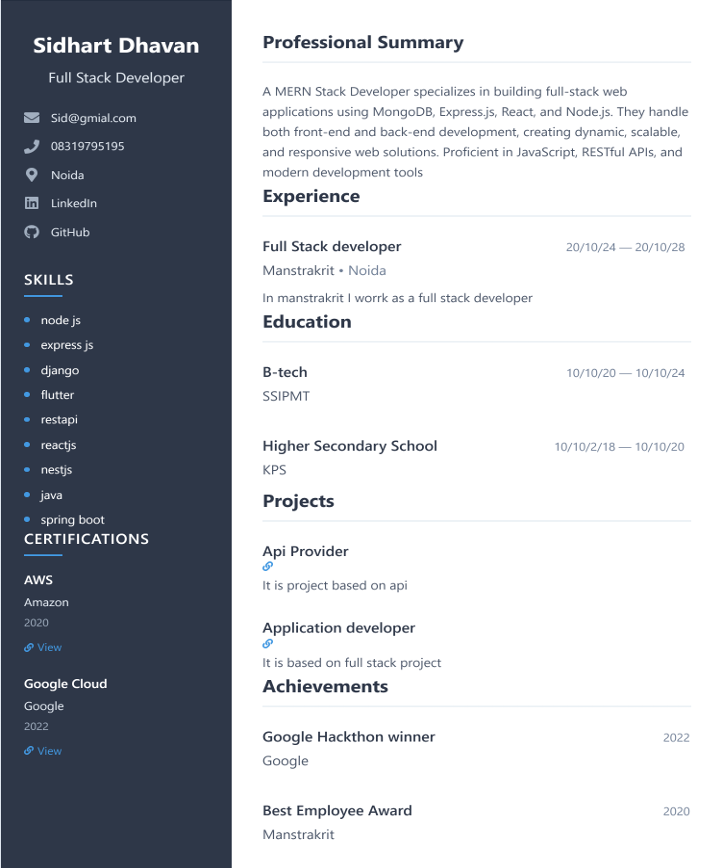 Sidhart Dhavan
Full Stack Developer
Sid@gmial.com
08319795195
Noida
LinkedIn
GitHub
SKILLS
node js
express js
django
flutter
restapi
reactjs
nestjs
java
spring boot
CERTIFICATIONS
AWS
Amazon
2020
View
Google Cloud
Google
2022
View
Professional Summary
A MERN Stack Developer specializes in building full-stack web
applications using MongoDB, Express.js, React, and Node.js. They handle
both front-end and back-end development, creating dynamic, scalable,
and responsive web solutions. Proficient in JavaScript, RESTful APIs, and
modern development tools
Experience
Full Stack developer 20/10/24 — 20/10/28
Manstrakrit • Noida
In manstrakrit I worrk as a full stack developer
Education
B-tech 10/10/20 — 10/10/24
SSIPMT
Higher Secondary School 10/10/2/18 — 10/10/20
KPS
Projects
Api Provider
It is project based on api
Application developer
It is based on full stack project
Achievements
Google Hackthon winner 2022
Google
Best Employee Award 2020
Manstrakrit